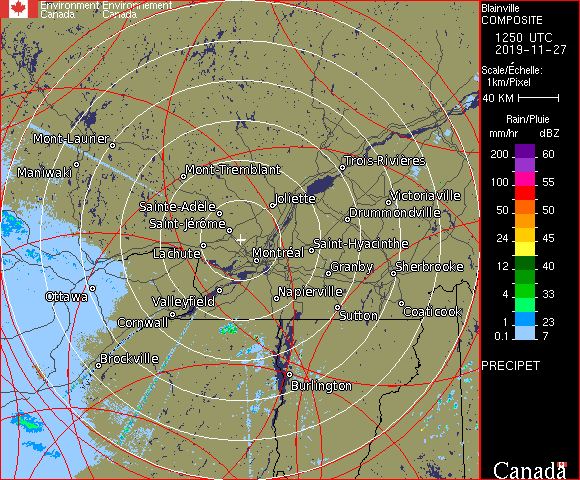 Environment Environnement
Canada Canada
Blainville
COMPOSITE
1250 UTC
2019-11-27
Scale/Échelle:
1km/Pixel
40 KM
Rain/Pluie
mm/hr dBZ
200 60
100 55
50 50
24 45
12 40
4 33
1 23
0.1 7
PRECIPET
Mont-Laurier
Maniwaki
Mont-Tremblant
Trois-Rivières
Sainte-Adèle
Joliette
Victoriaville
Saint-Jérôme
Drummondville
Lachute
Montréal
Saint-Hyacinthe
Granby
Sherbrooke
Ottawa
Valleyfield
Napierville
Cornwall
Sutton
Coaticook
Brockville
Burlington
Canada